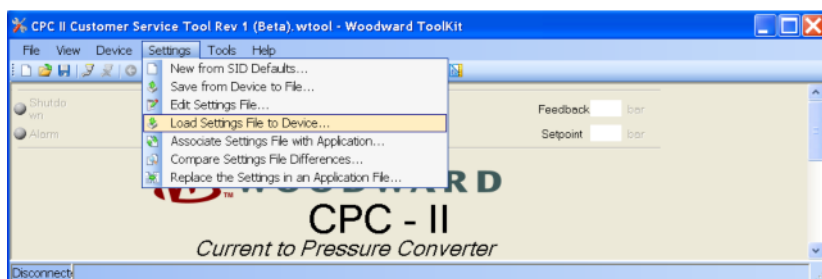 CPC II Customer Service Tool Rev 1 (Beta).wtool - Woodward ToolKit
File View Device Settings Tools Help
New from SID Defaults...
Save from Device to File...
Shutdo
wn
Edit Settings File...
Feedback bar
Load Settings File to Device...
Alarm
Associate Settings File with Application...
Setpoint bar
Compare Settings File Differences...
Replace the Settings in an Application File...
TM
CPC - II
Current to Pressure Converter